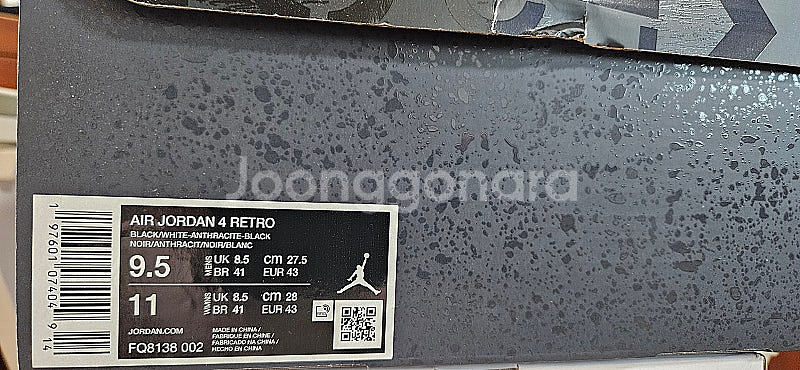 Joonggonara
AIR JORDAN 4 RETRO
BLACK/WHITE-ANTHRACITE-BLACK
NOIR/ANTHRACIT/NOIR/BLANC
9.5 MENS UK 8.5 cm 27.5
BR 41 EUR 43
11 WMNS UK 8.5 cm 28
BR 41 EUR 43
JORDAN.COM
FQ8138 002
MADE IN CHINA /
FABRIQUE EN CHINE /
FABRICADO NA CHINA /
HECHO EN CHINA
1 97601 07404 9 14